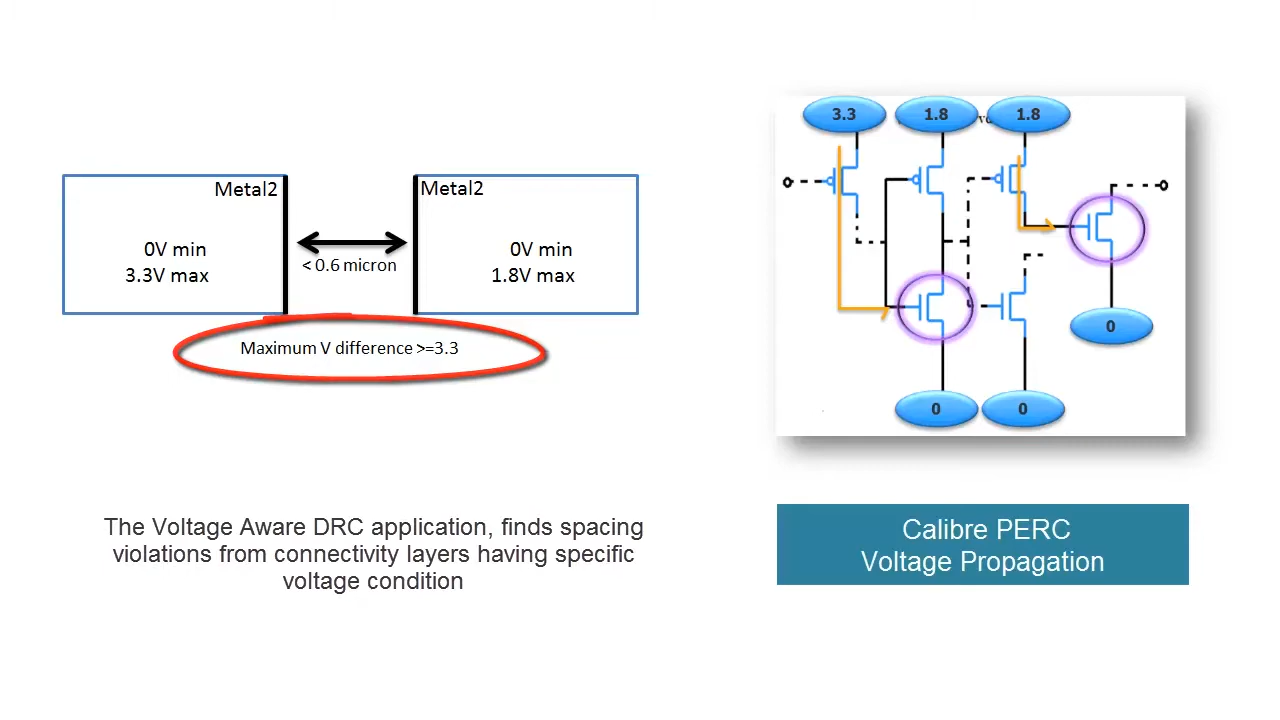 Metal2
0V min
3.3V max
< 0.6 micron
Metal2
0V min
1.8V max
Maximum V difference >=3.3
The Voltage Aware DRC application, finds spacing
violations from connectivity layers having specific
voltage condition
3.3
1.8
1.8
0
0
0
Calibre PERC
Voltage Propagation